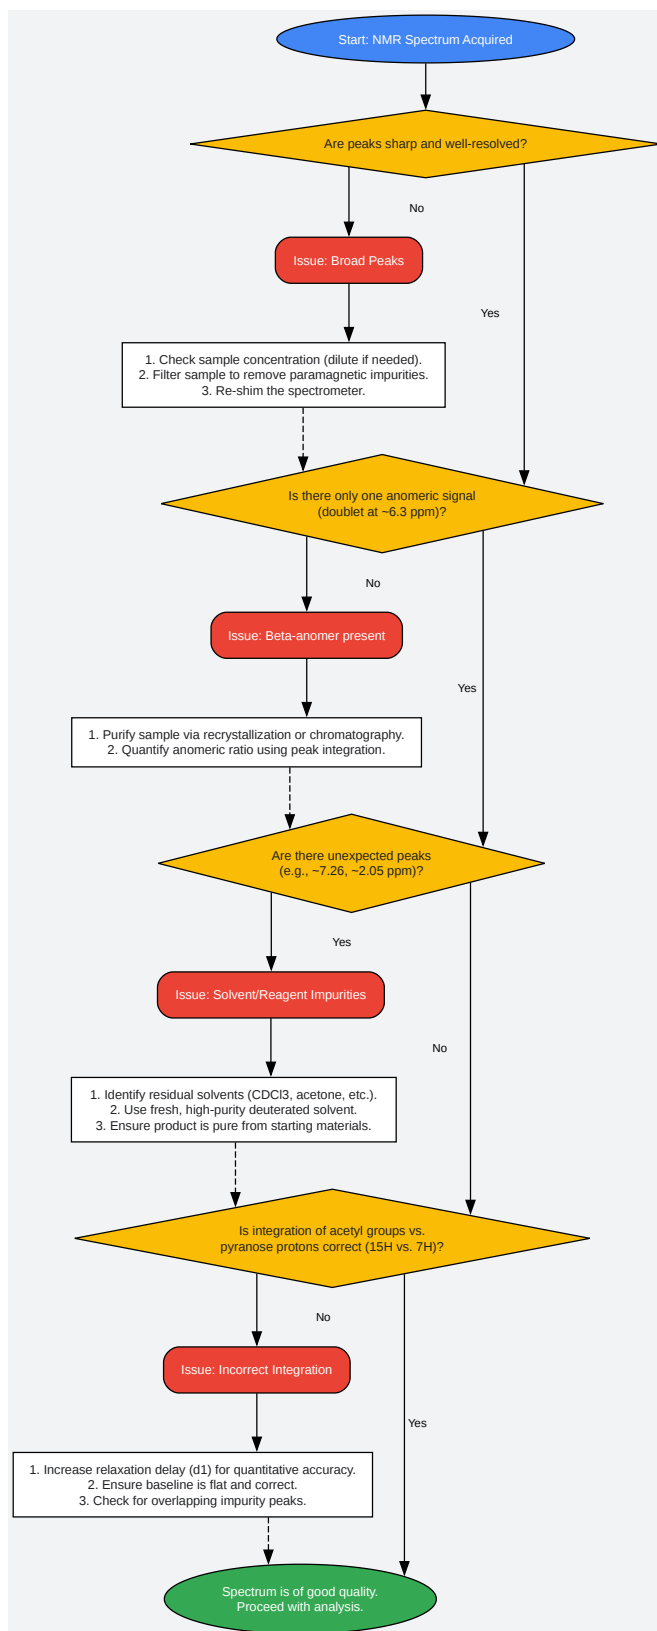 Start: NMR Spectrum Acquired
Are peaks sharp and well-resolved?
No
Issue: Broad Peaks
Yes
1. Check sample concentration (dilute if needed).
2. Filter sample to remove paramagnetic impurities.
3. Re-shim the spectrometer.
Is there only one anomeric signal
(doublet at ~6.3 ppm)?
No
Issue: Beta-anomer present
Yes
1. Purify sample via recrystallization or chromatography.
2. Quantify anomeric ratio using peak integration.
Are there unexpected peaks
(e.g., ~7.26, ~2.05 ppm)?
Yes
Issue: Solvent/Reagent Impurities
No
1. Identify residual solvents (CDCl3, acetone, etc.).
2. Use fresh, high-purity deuterated solvent.
3. Ensure product is pure from starting materials.
Is integration of acetyl groups vs.
pyranose protons correct (15H vs. 7H)?
No
Issue: Incorrect Integration
Yes
1. Increase relaxation delay (d1) for quantitative accuracy.
2. Ensure baseline is flat and correct.
3. Check for overlapping impurity peaks.
Spectrum is of good quality.
Proceed with analysis.